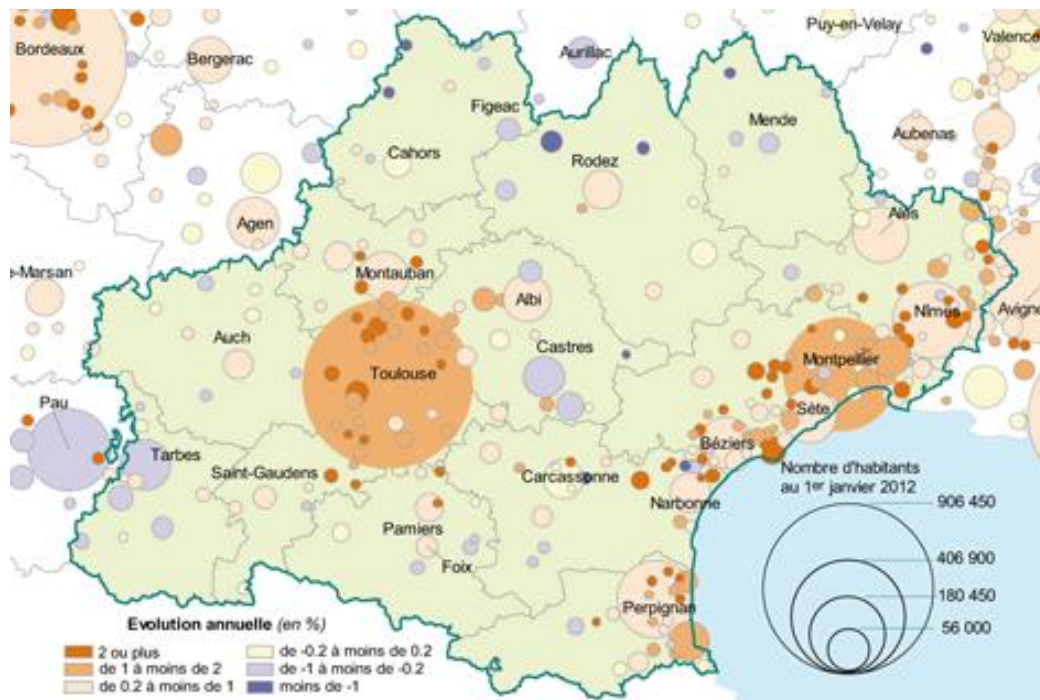 Puy-en-Velay
Bordeaux
Valence
Aurillac
Bergerac
Figeac
Mende
Aubenas
Cahors
Rodez
Alès
Agen
e-Marsan
Montauban
Albi
Nîmes
Avigno
Auch
Castres
Montpellier
Toulouse
Pau
Sète
Béziers
Tarbes
Saint-Gaudens
Carcassonne
Narbonne
Pamiers
Foix
Perpignan
Nombre d'habitants
au 1er janvier 2012
906 450
406 900
180 450
56 000
Evolution annuelle (en %)
2 ou plus
de 1 à moins de 2
de 0.2 à moins de 1
de -0.2 à moins de 0.2
de -1 à moins de -0.2
moins de -1